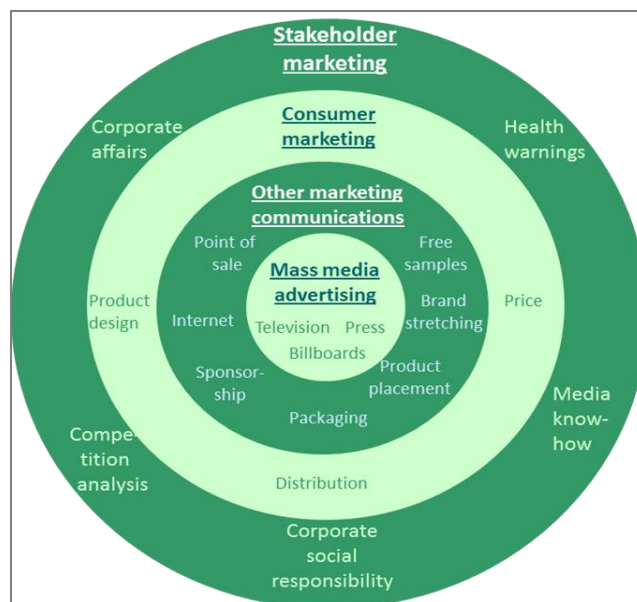 Stakeholder
marketing
Consumer
marketing
Corporate
affairs
Health
warnings
Other marketing
communications
Point of
sale
Free
samples
Mass media
advertising
Product
design
Internet
Television Press
Billboards
Brand
stretching
Price
Sponsor-
ship
Product
placement
Packaging
Media
know-
how
Compe-
tition
analysis
Distribution
Corporate
social
responsibility